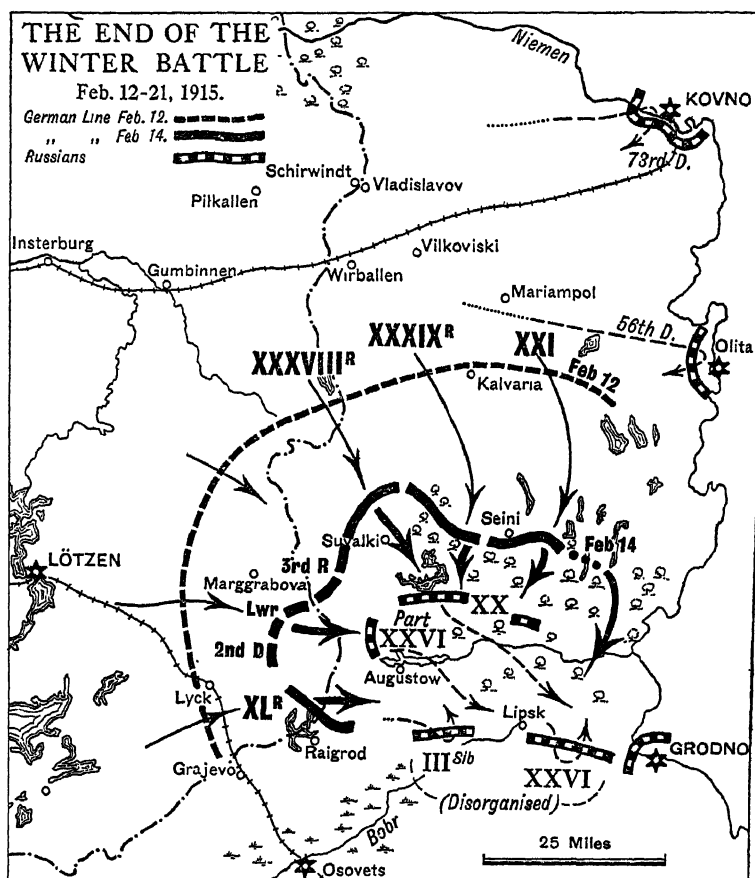 THE END OF THE
WINTER BATTLE
Feb. 12-21, 1915.
German Line Feb. 12.
„ „ Feb 14.
Russians
Niemen
KOVNO
73rd D.
Schirwindt
Vladislavov
Pilkallen
Insterburg
Gumbinnen
Wirballen
Vilkoviski
Mariampol
56th D.
Olita
XXXVIII R
XXXIX R
XXI
Feb 12
Kalvaria
LÖTZEN
Marggrabova
3rd R
Suvalki
Seini
Feb 14
Lwr
2nd D
Part
XXVI
XX
Augustow
Lyck
XL R
Raigrod
Grajevo
Lipsk
III Sib
XXVI
GRODNO
(Disorganised)
Bobr
Osovets
25 Miles